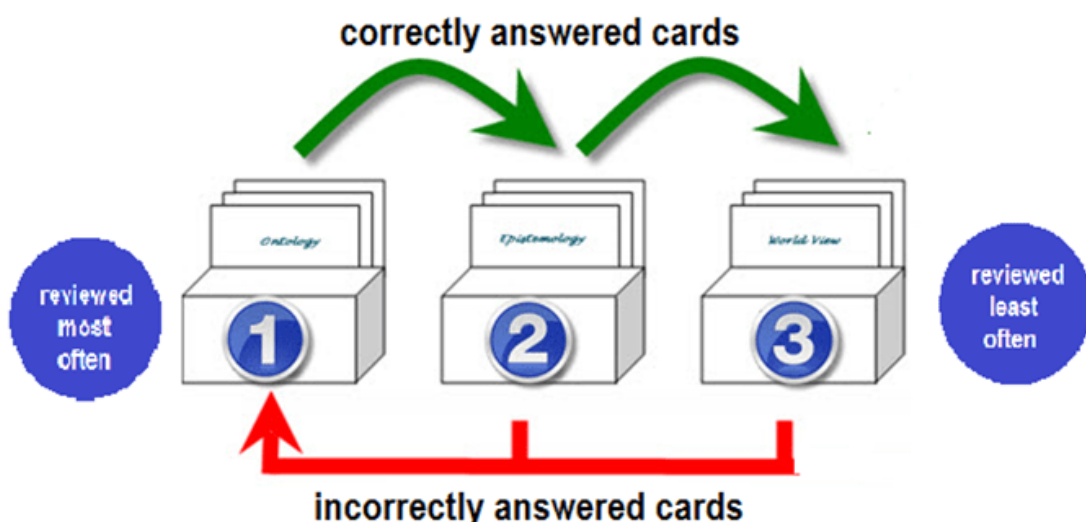 correctly answered cards
Ontology
Epistemology
World View
reviewed
most
often
1
2
3
reviewed
least
often
incorrectly answered cards